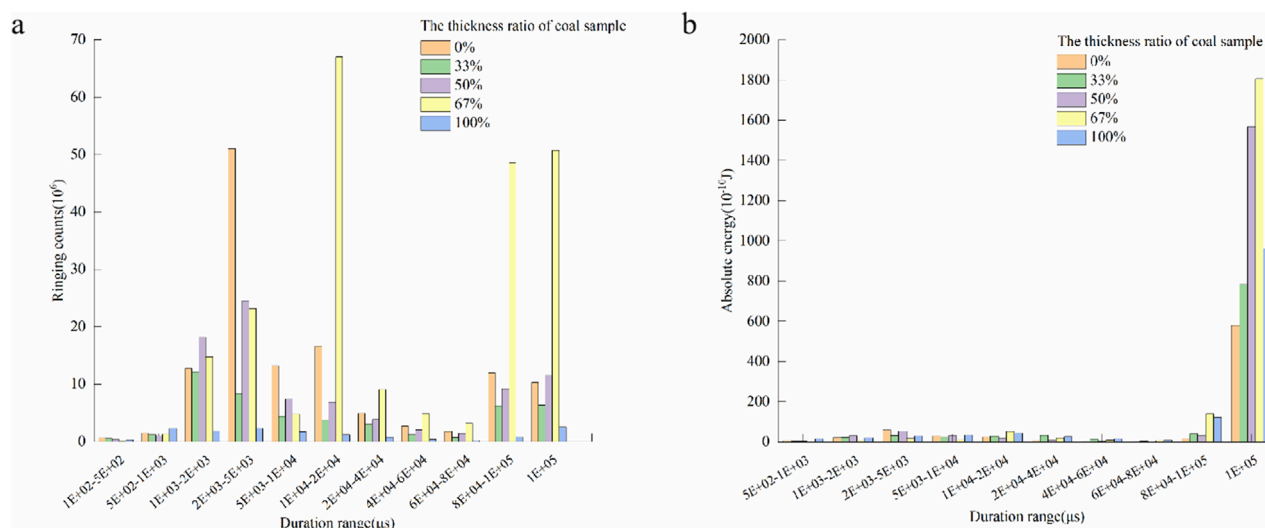 a
The thickness ratio of coal sample
0%
33%
50%
67%
100%
70
60
50
40
30
20
10
0
Ringing counts(10⁶)
1E+02-5E+02
5E+02-1E+03
1E+03-2E+03
2E+03-5E+03
5E+03-1E+04
1E+04-2E+04
2E+04-4E+04
4E+04-6E+04
6E+04-8E+04
8E+04-1E+05
1E+05
Duration range(μs)
b
The thickness ratio of coal sample
0%
33%
50%
67%
100%
2000
1800
1600
1400
1200
1000
800
600
400
200
0
Absolute energy(10⁻¹⁰J)
5E+02-1E+03
1E+03-2E+03
2E+03-5E+03
5E+03-1E+04
1E+04-2E+04
2E+04-4E+04
4E+04-6E+04
6E+04-8E+04
8E+04-1E+05
1E+05
Duration range(μs)